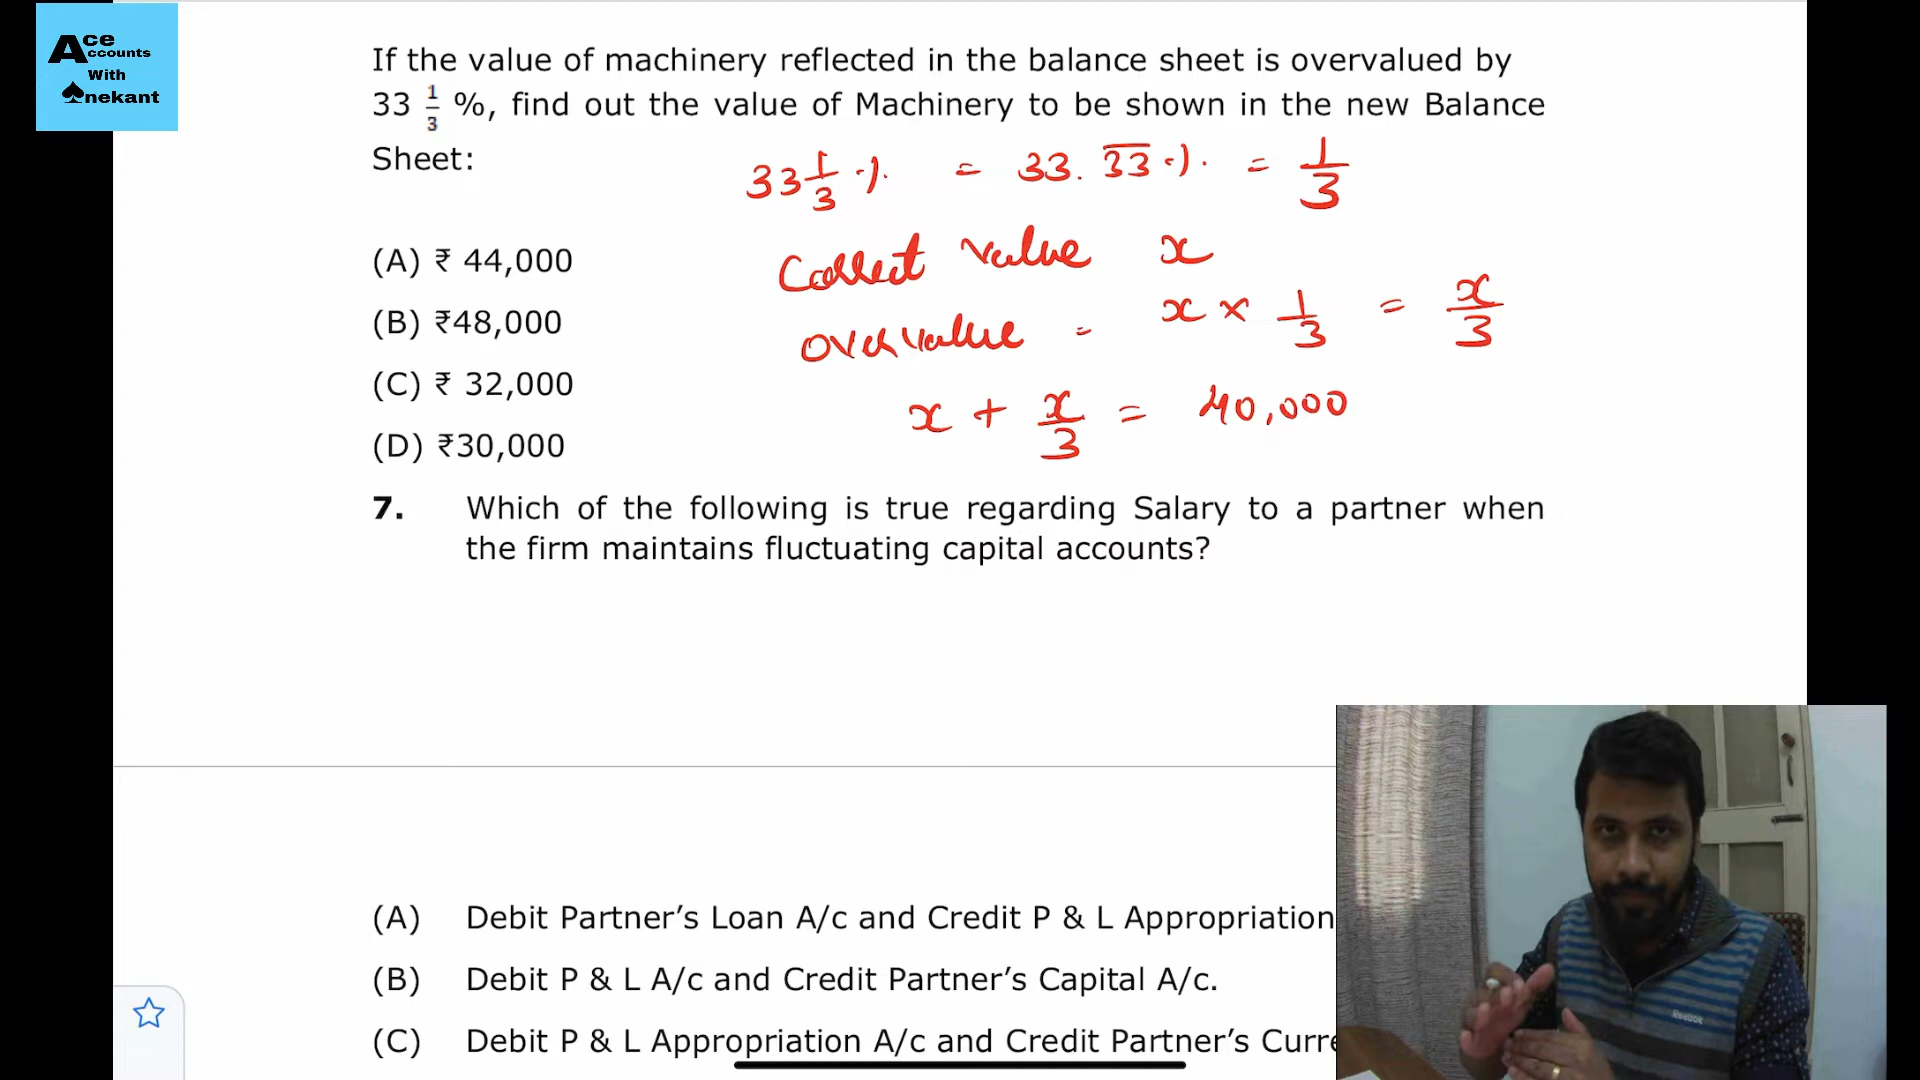 Ace
Accounts
With
Anekant
If the value of machinery reflected in the balance sheet is overvalued by
33 1/3 %, find out the value of Machinery to be shown in the new Balance
Sheet:
33 1/3 % = 33.33 % = 1/3
Correct value x
(A) ₹ 44,000
overvalue = x × 1/3 = x/3
(B) ₹48,000
(C) ₹ 32,000
x + x/3 = 40,000
(D) ₹30,000
7. Which of the following is true regarding Salary to a partner when
the firm maintains fluctuating capital accounts?
(A) Debit Partner’s Loan A/c and Credit P & L Appropriation
(B) Debit P & L A/c and Credit Partner’s Capital A/c.
(C) Debit P & L Appropriation A/c and Credit Partner’s Curre
Reebok